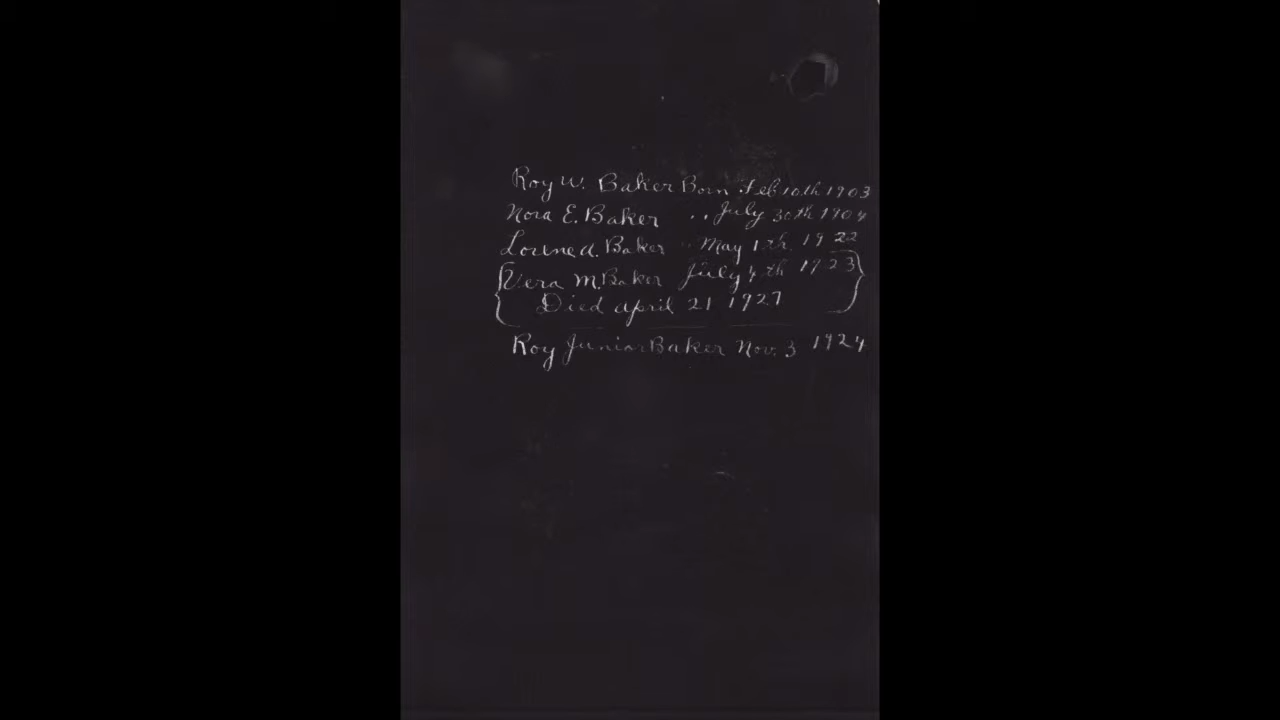 Roy W. Baker Born Feb 10th 1903
Nora E. Baker .. July 30th 1904
A. Baker " May 1th. 1922
Vera M. Baker July 4th 1923
Died April 21 1927
Roy Junior Baker Nov. 3 1924